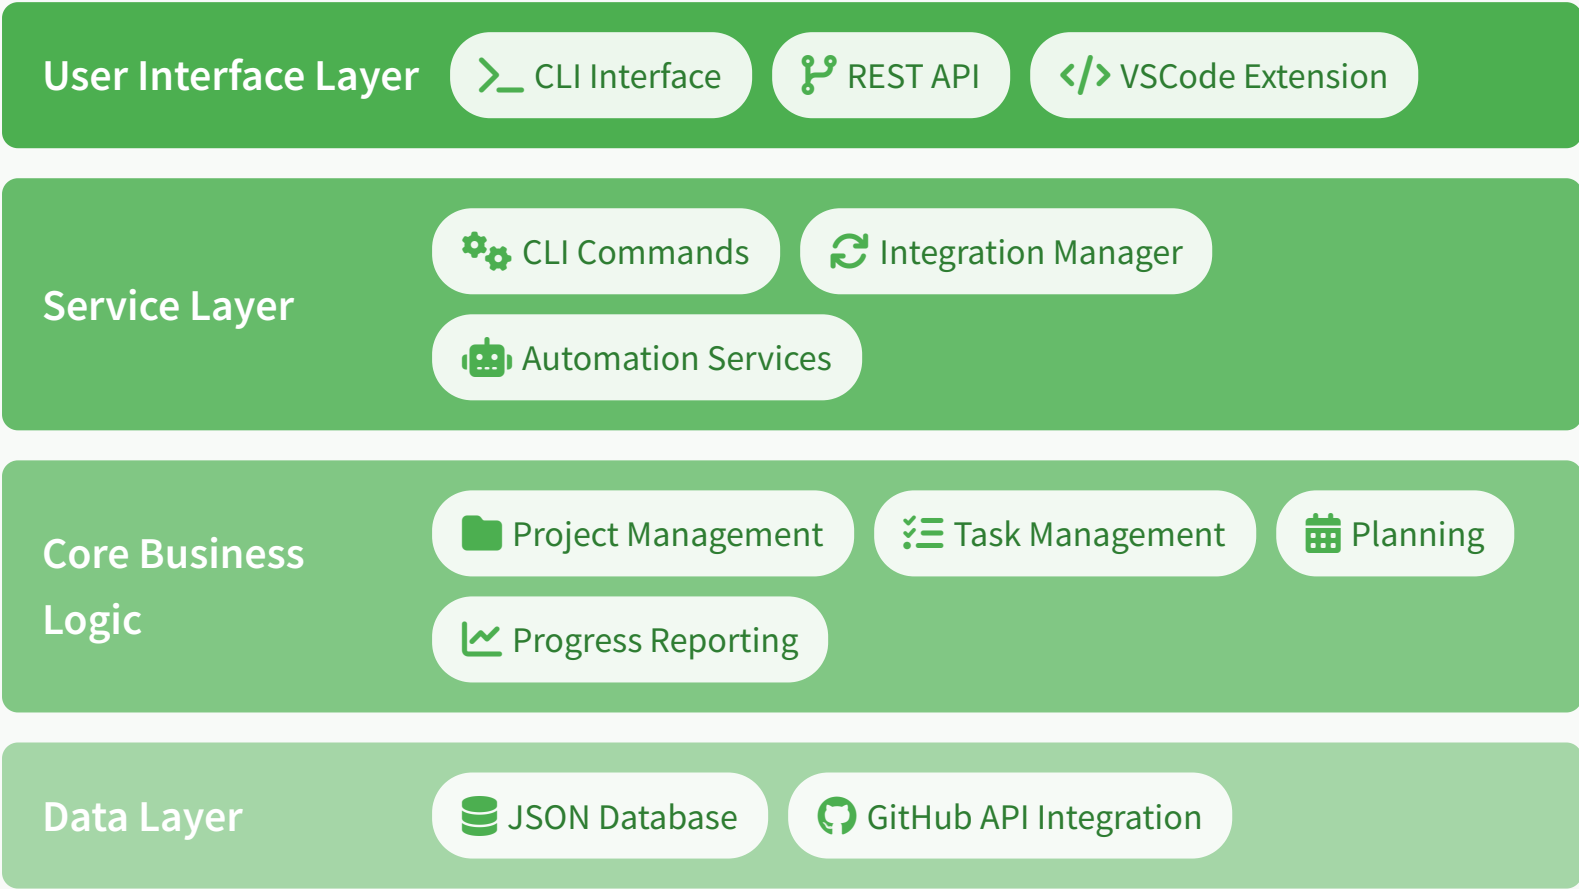 User Interface Layer
CLI Interface
REST API
VSCode Extension
Service Layer
CLI Commands
Integration Manager
Automation Services
Core Business
Logic
Project Management
Task Management
Planning
Progress Reporting
Data Layer
JSON Database
GitHub API Integration